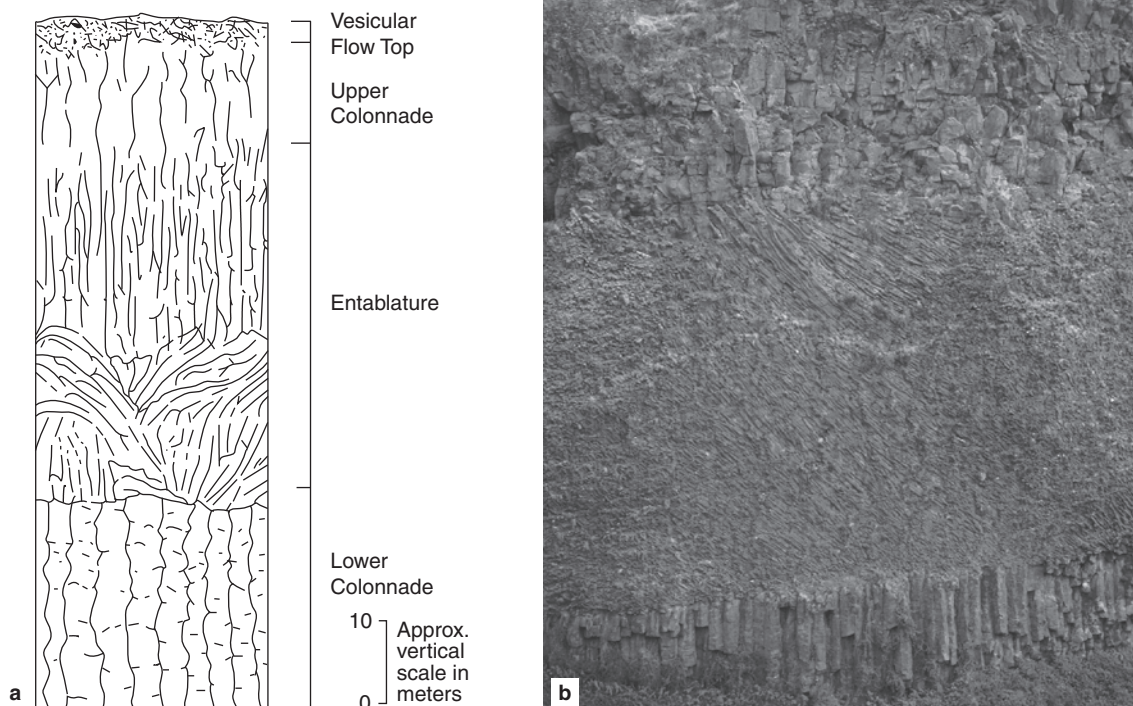 Vesicular
Flow Top
Upper
Colonnade
Entablature
Lower
Colonnade
10
Approx.
vertical
scale in
meters
0
a
b